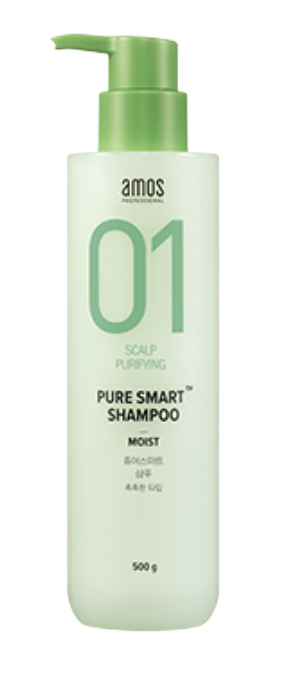 amos
PROFESSIONAL
01
SCALP
PURIFYING
PURE SMART™
SHAMPOO
MOIST
퓨어스마트
샴푸
촉촉한 타입
500 g